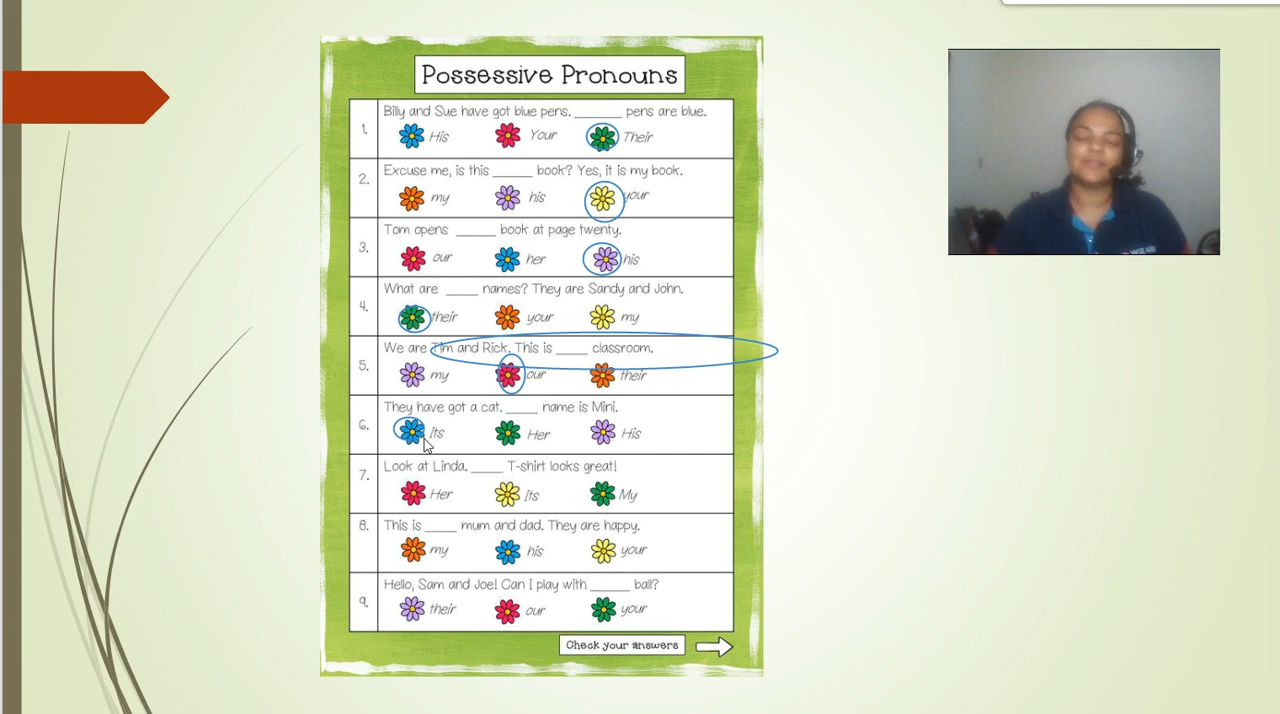 Possessive Pronouns
1. Billy and Sue have got blue pens. ______ pens are blue.
His Your Their
2. Excuse me, is this ______ book? Yes, it is my book.
my his your
3. Tom opens ______ book at page twenty.
our her his
4. What are _____ names? They are Sandy and John.
their your my
5. We are Tim and Rick. This is _____ classroom.
my our their
6. They have got a cat. _____ name is Mini.
Its Her His
7. Look at Linda. _____ T-shirt looks great!
Her Its My
8. This is _____ mum and dad. They are happy.
my his your
9. Hello, Sam and Joe! Can I play with ______ ball?
their our your
Check your answers